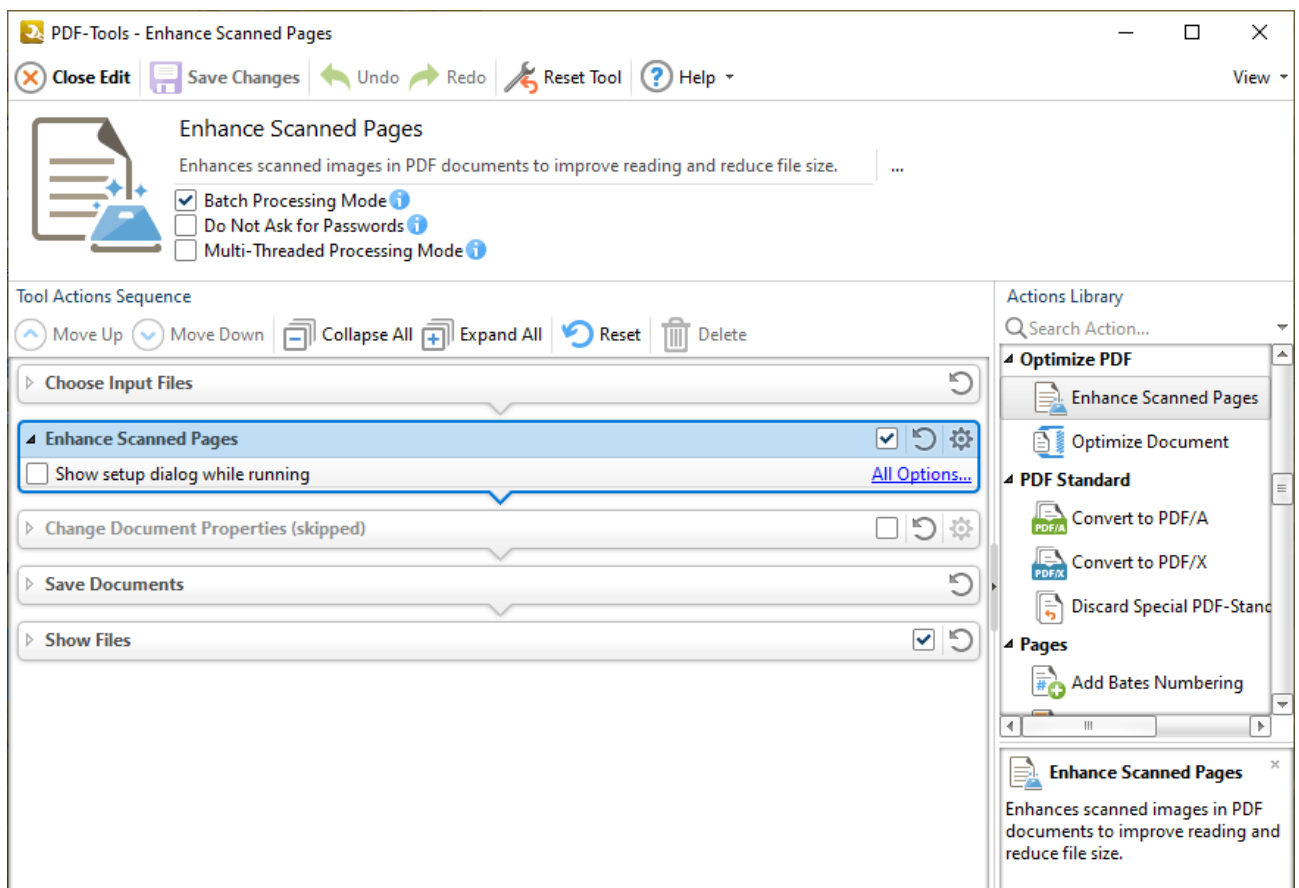 PDF-Tools - Enhance Scanned Pages
Close Edit Save Changes Undo Redo Reset Tool ? Help View
Enhance Scanned Pages
Enhances scanned images in PDF documents to improve reading and reduce file size. ...
Batch Processing Mode i
Do Not Ask for Passwords i
Multi-Threaded Processing Mode i
Tool Actions Sequence
Move Up Move Down Collapse All Expand All Reset Delete
Choose Input Files
Enhance Scanned Pages
Show setup dialog while running All Options...
Change Document Properties (skipped)
Save Documents
Show Files
Actions Library
Search Action...
Optimize PDF
Enhance Scanned Pages
Optimize Document
PDF Standard
PDF/A Convert to PDF/A
PDF/X Convert to PDF/X
Discard Special PDF-Stand
Pages
# Add Bates Numbering
Enhance Scanned Pages
Enhances scanned images in PDF
documents to improve reading and
reduce file size.